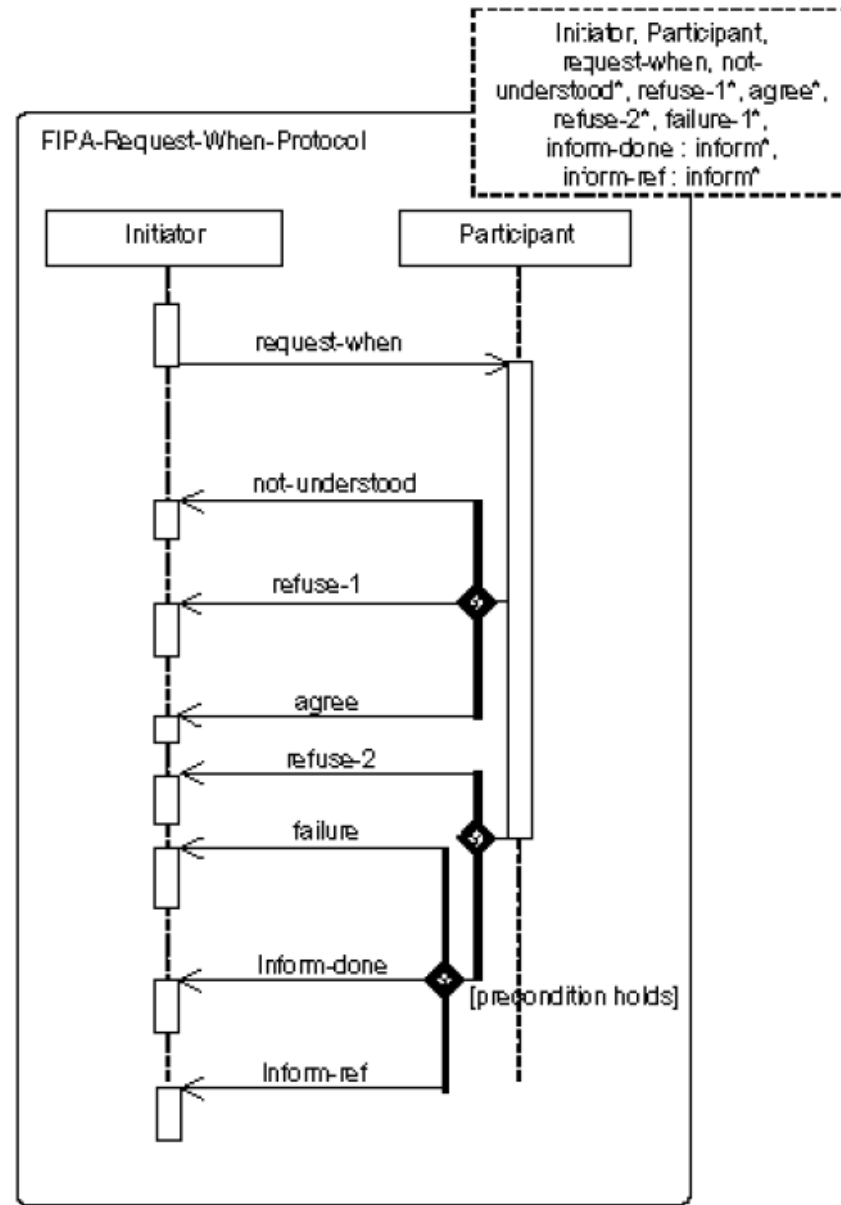 Initiator, Participant,
request-when, not-
understood*, refuse-1*, agree*,
refuse-2*, failure-1*,
inform-done : inform*,
inform-ref : inform*
FIPA-Request-When-Protocol
Initiator
Participant
request-when
not-understood
refuse-1
agree
refuse-2
failure
Inform-done
[precondition holds]
Inform-ref